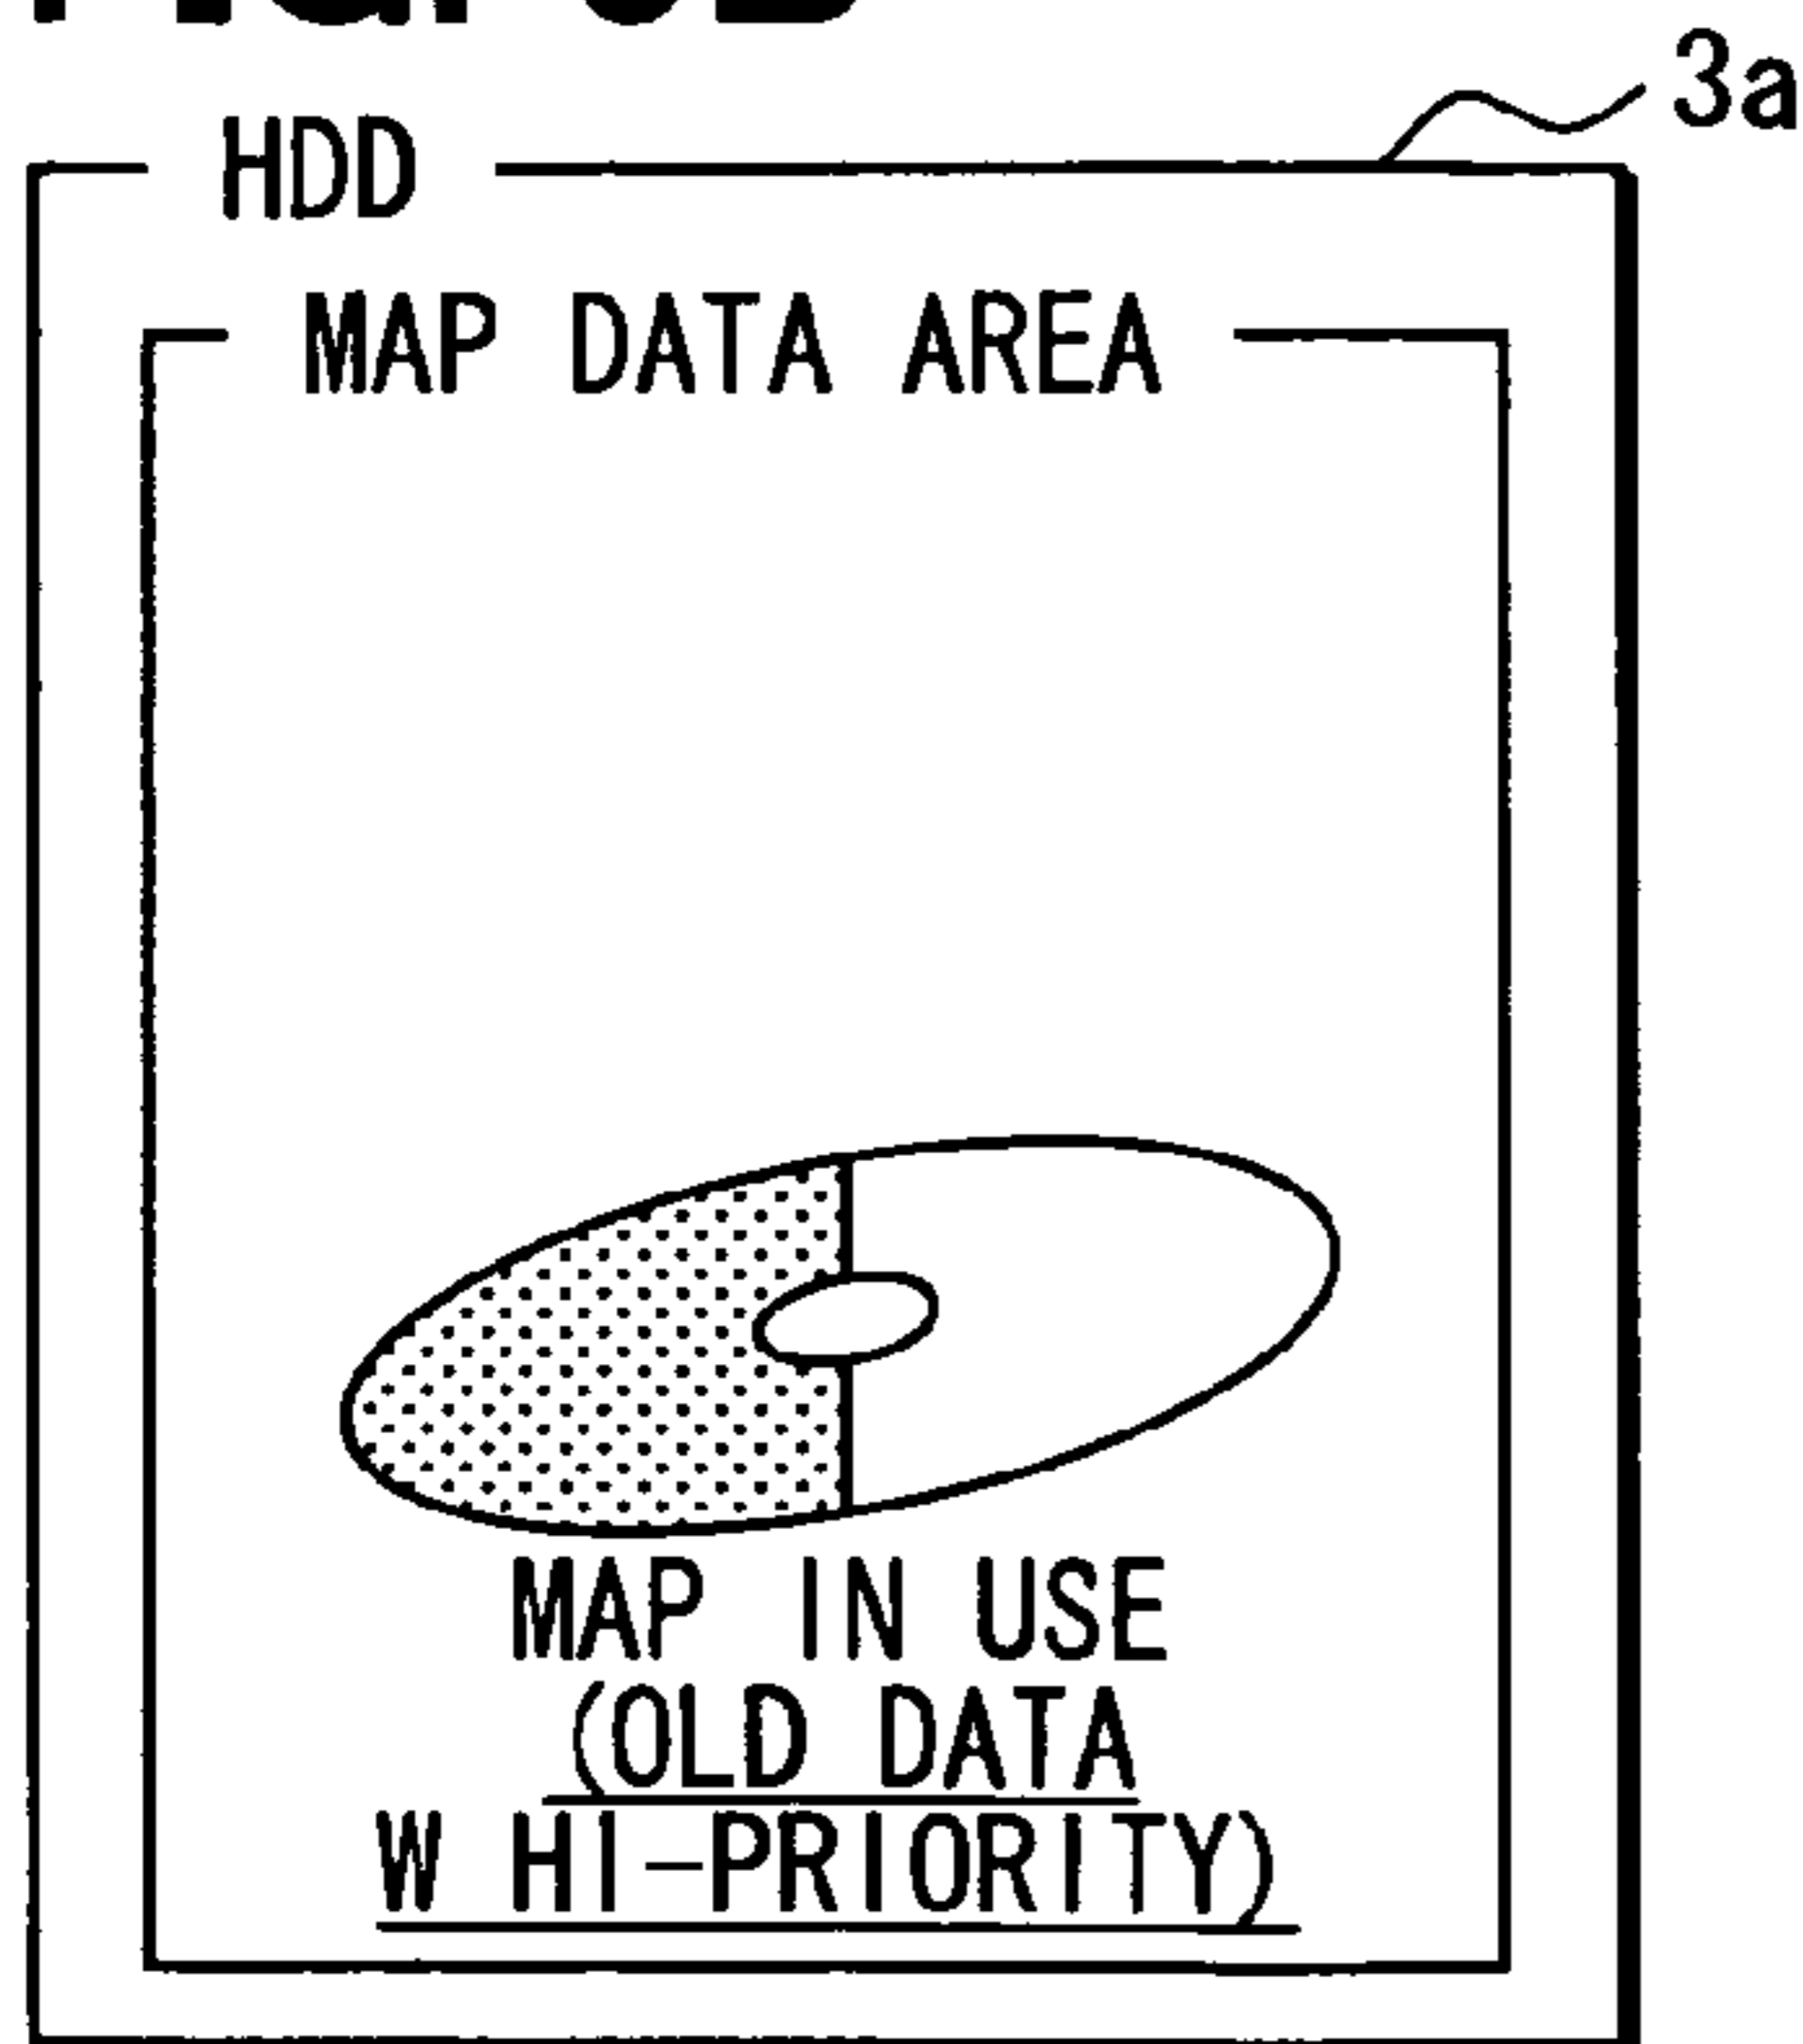 3a
HDD
MAP DATA AREA
MAP IN USE
(OLD DATA
W HI-PRIORITY)